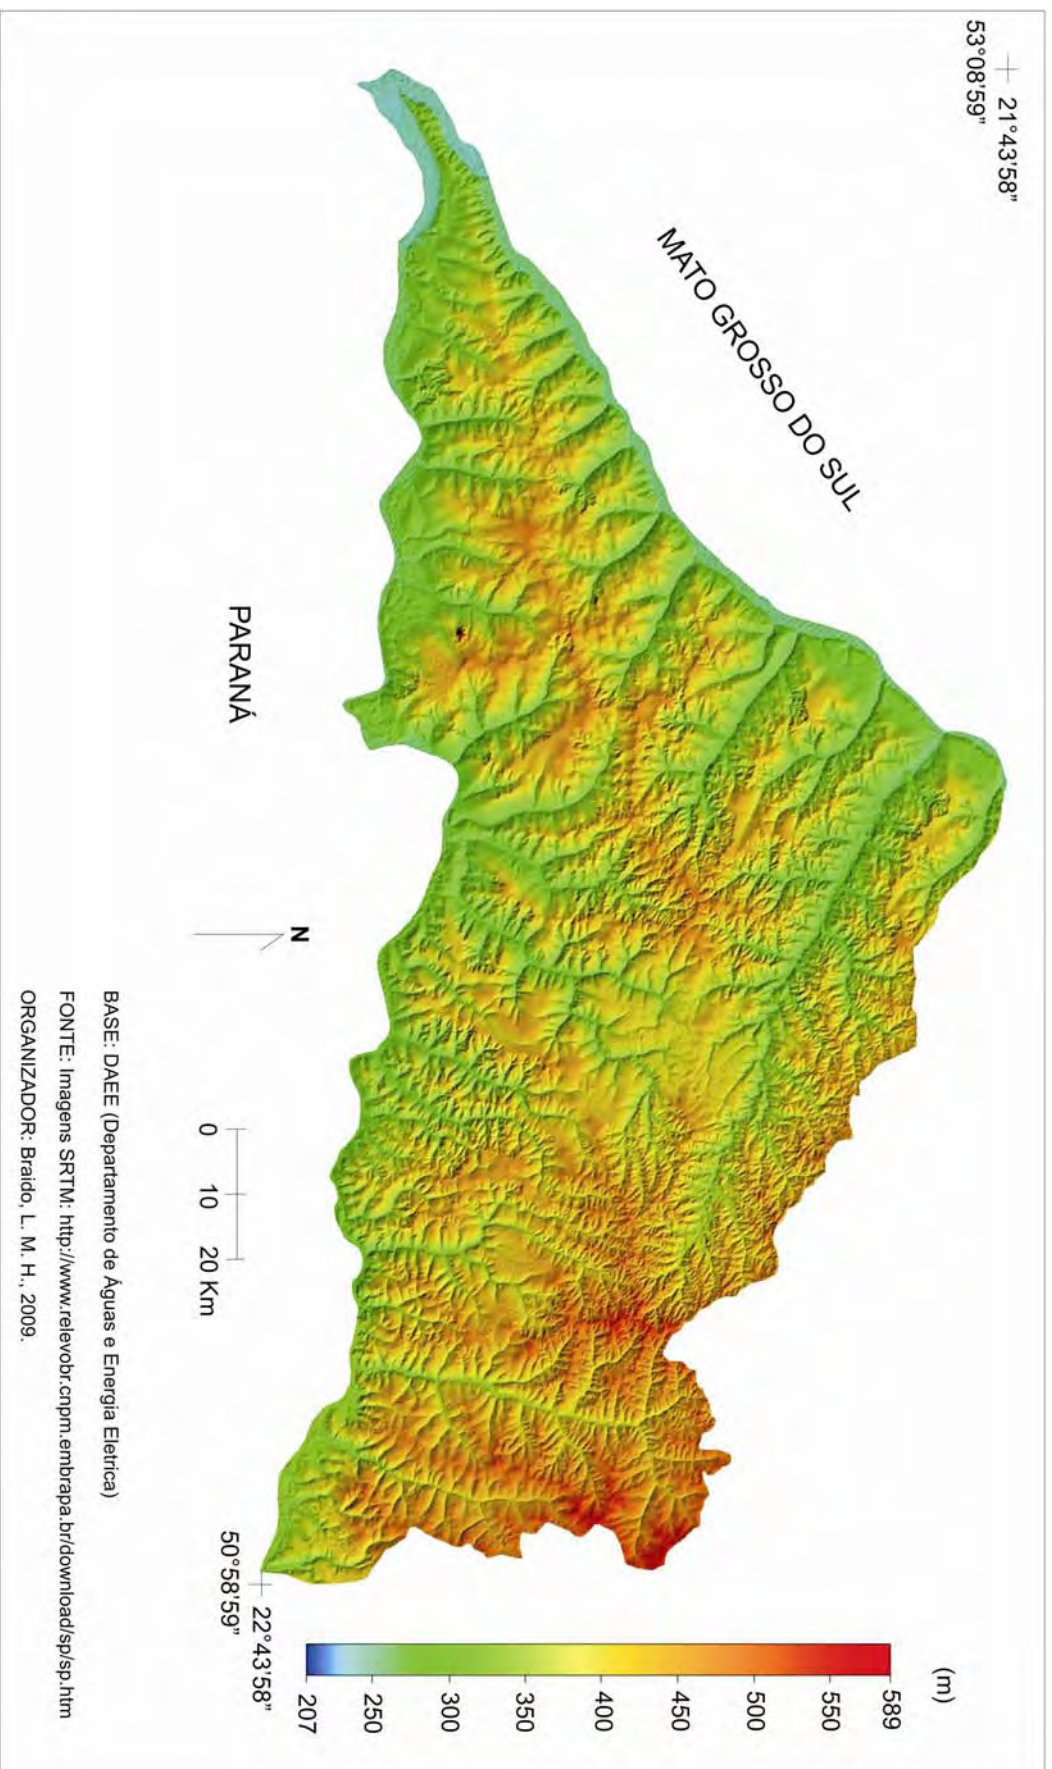 21°43'58"
53°08'59"
MATO GROSSO DO SUL
PARANÁ
N
0 10 20 Km
50°58'59"
22°43'58"
(m)
589
550
500
450
400
350
300
250
207
BASE: DAEE (Departamento de Águas e Energia Eletrica)
FONTE: Imagens SRTM: http://www.relevobr.cnpm.embrapa.br/download/sp/sp.htm
ORGANIZADOR: Braido, L. M. H., 2009.